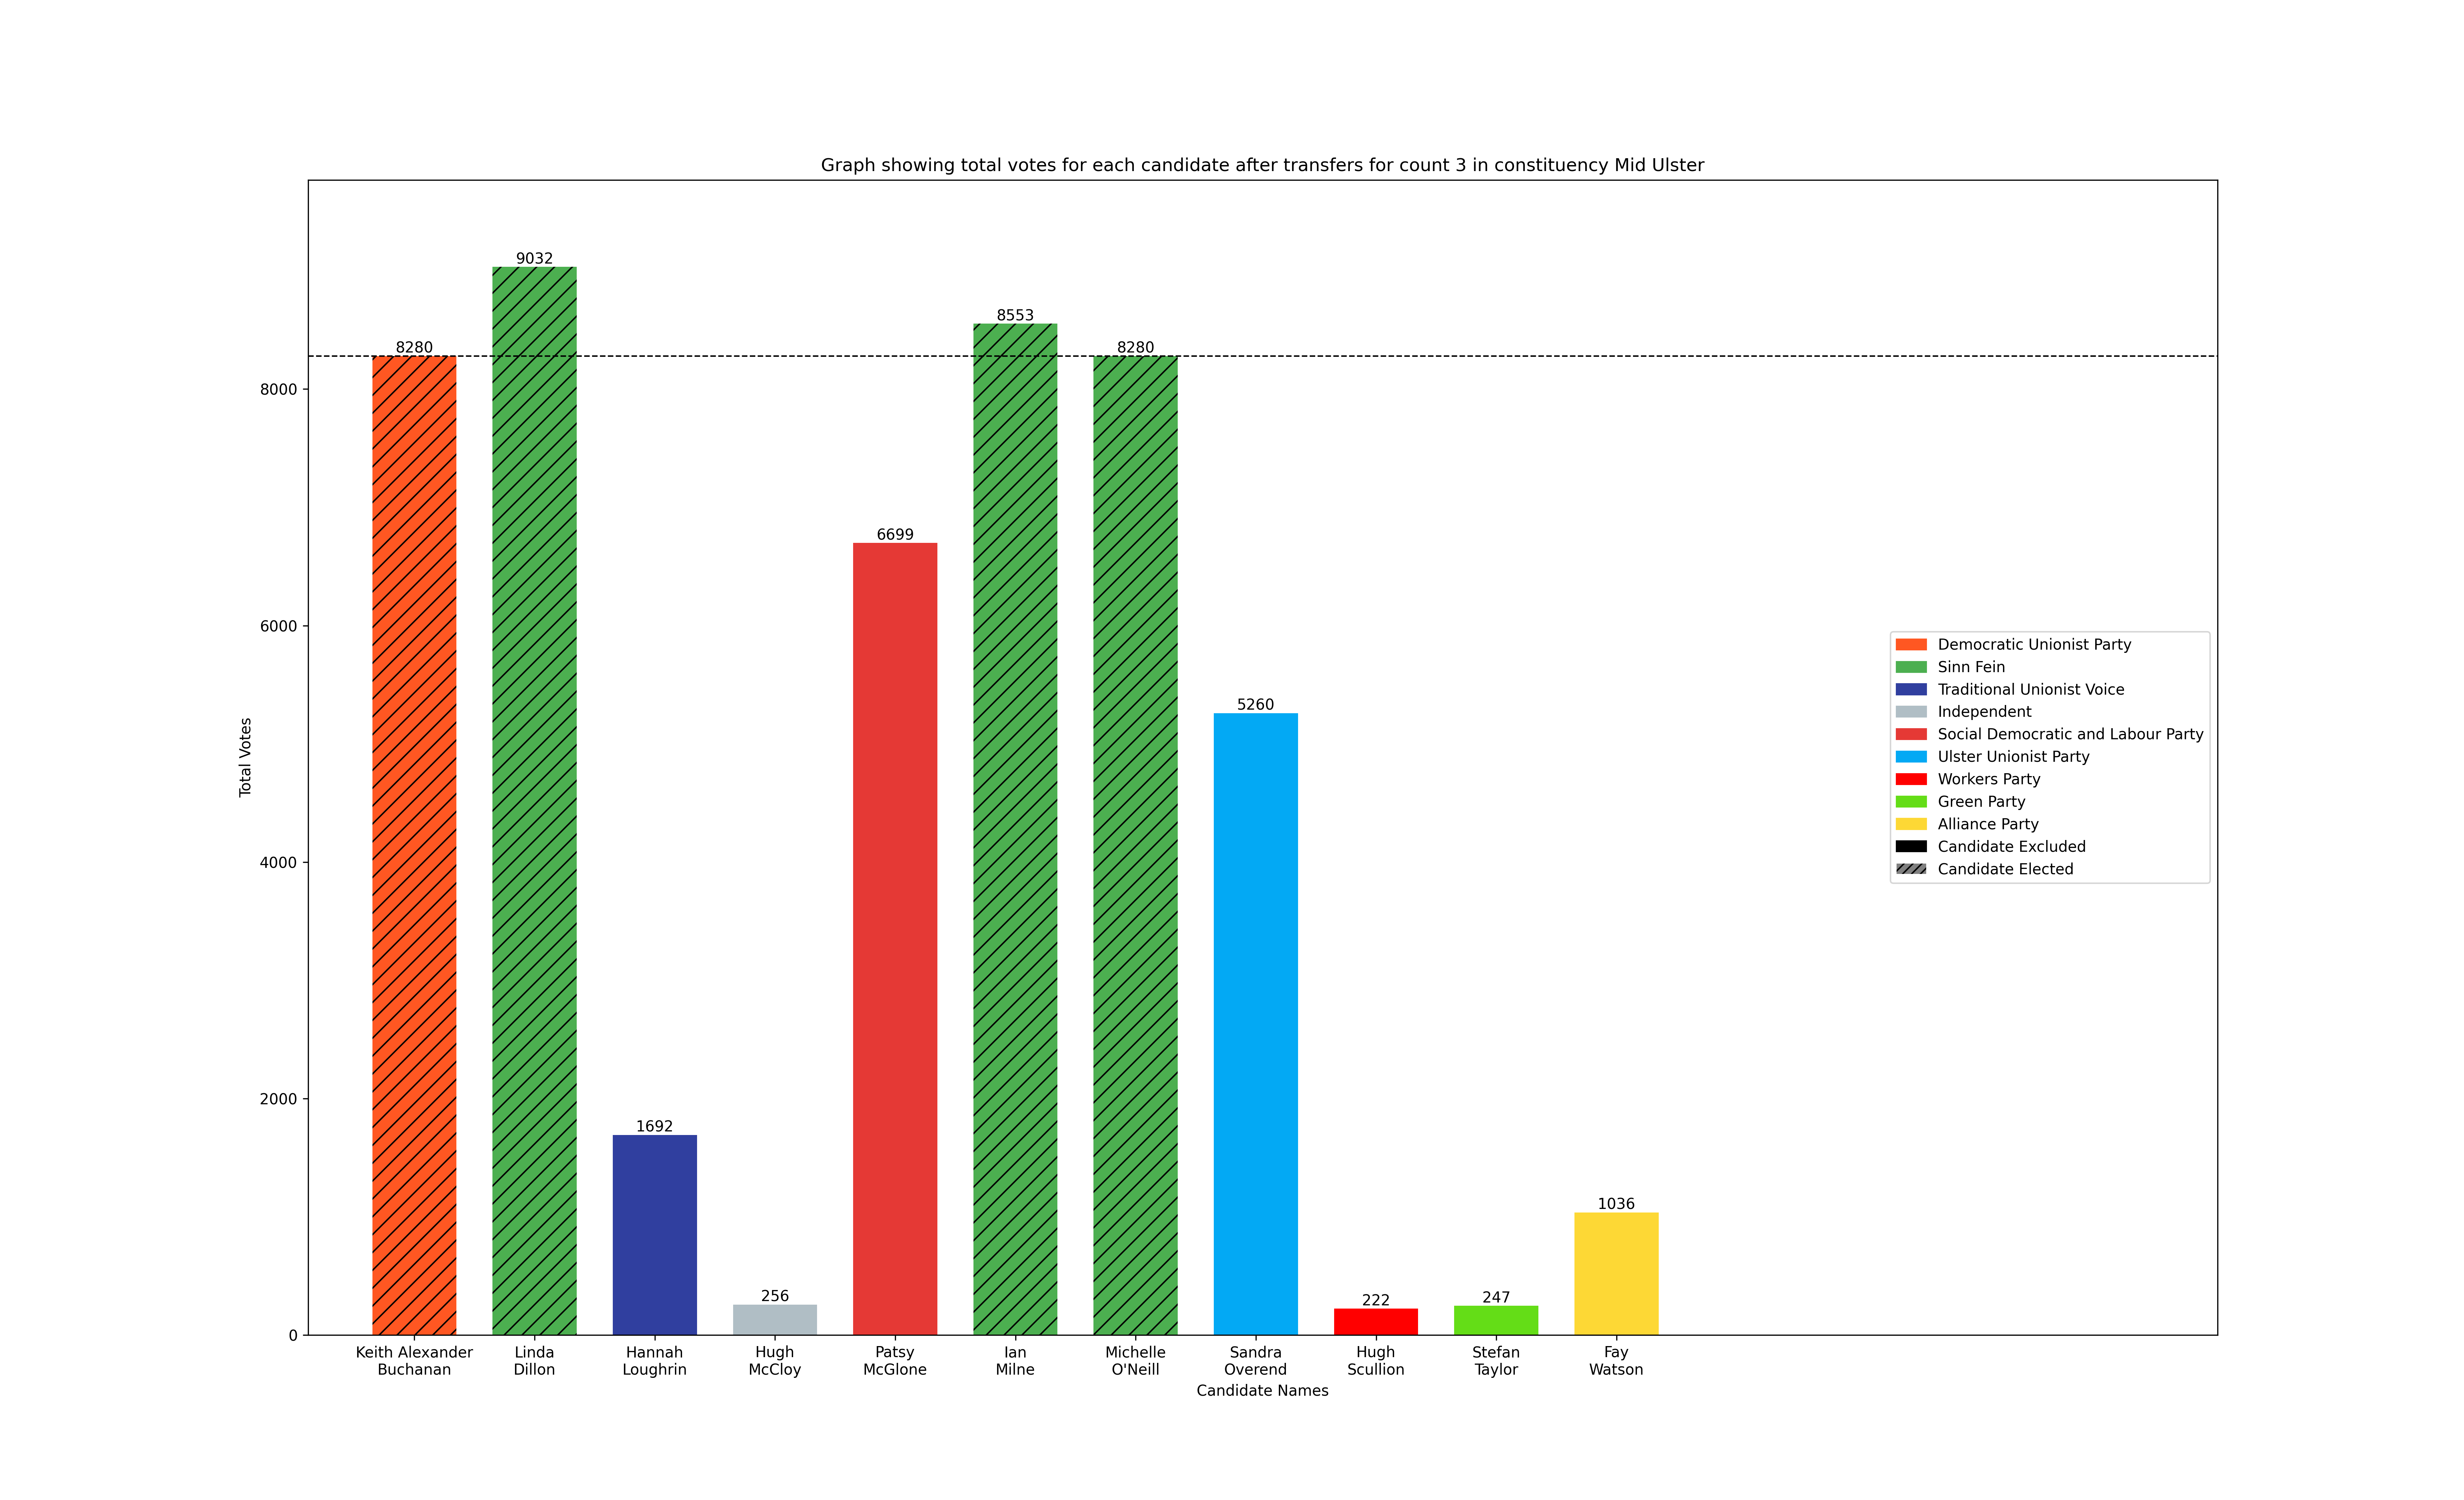 Graph showing total votes for each candidate after transfers for count 3 in constituency Mid Ulster
Total Votes
8000
6000
4000
2000
0
8280
9032
1692
256
6699
8553
8280
5260
222
247
1036
Keith Alexander
Buchanan
Linda
Dillon
Hannah
Loughrin
Hugh
McCloy
Patsy
McGlone
Ian
Milne
Michelle
O'Neill
Sandra
Overend
Hugh
Scullion
Stefan
Taylor
Fay
Watson
Candidate Names
Democratic Unionist Party
Sinn Fein
Traditional Unionist Voice
Independent
Social Democratic and Labour Party
Ulster Unionist Party
Workers Party
Green Party
Alliance Party
Candidate Excluded
Candidate Elected